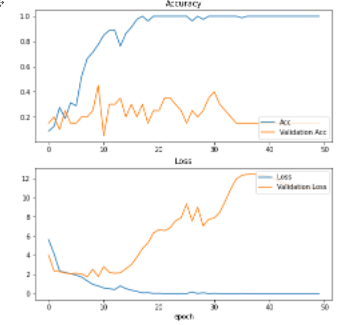 Accuracy
1.0
0.8
0.6
0.4
0.2
Acc
Validation Acc
0 10 20 30 40 50
Loss
12
10
8
6
4
2
0
Loss
Validation Loss
0 10 20 30 40 50
epoch